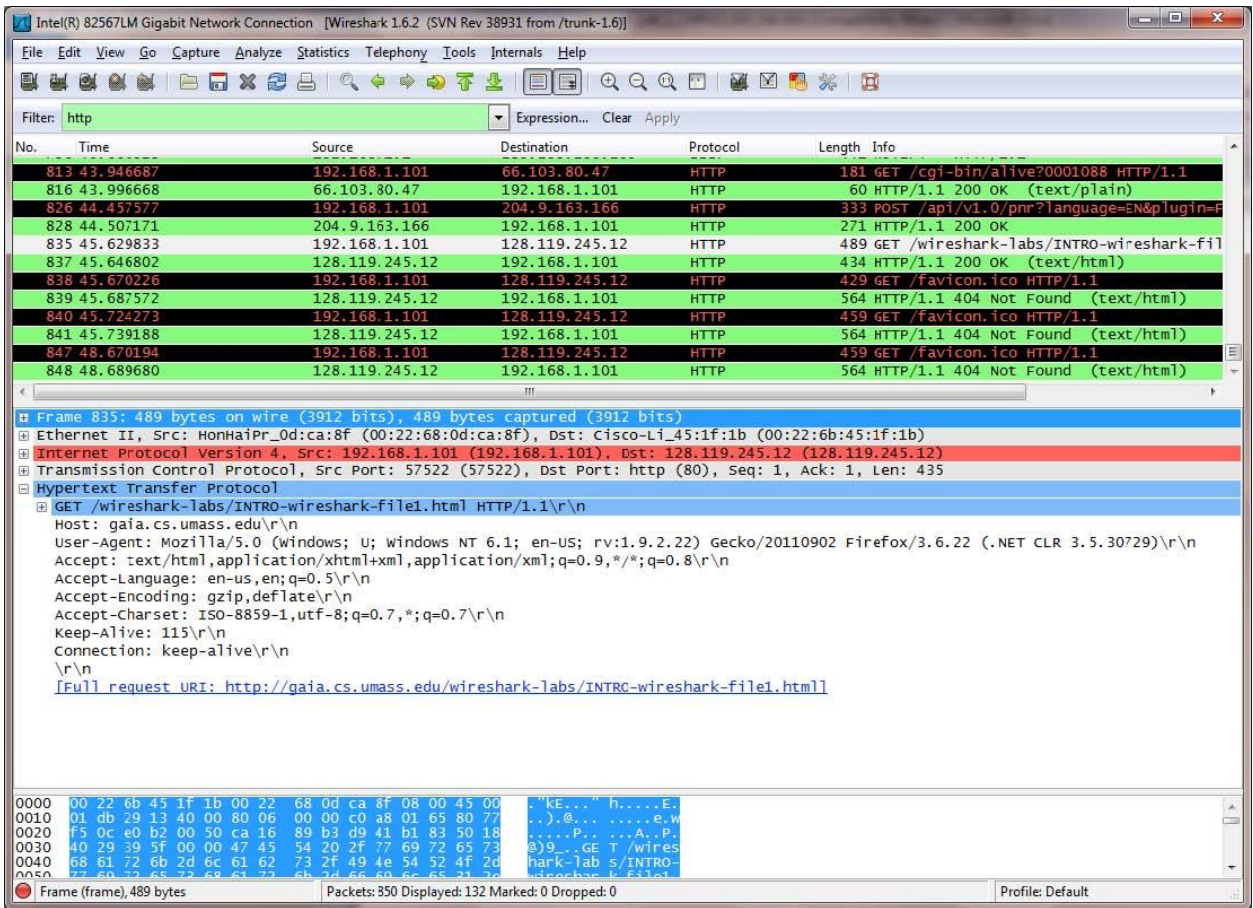 Intel(R) 82567LM Gigabit Network Connection [Wireshark 1.6.2 (SVN Rev 38931 from /trunk-1.6)]
File Edit View Go Capture Analyze Statistics Telephony Tools Internals Help
Filter: http Expression... Clear Apply
No. Time Source Destination Protocol Length Info
813 43.946687 192.168.1.101 66.103.80.47 HTTP 181 GET /cgi-bin/alive?0001088 HTTP/1.1
816 43.996668 66.103.80.47 192.168.1.101 HTTP 60 HTTP/1.1 200 OK (text/plain)
826 44.457577 192.168.1.101 204.9.163.166 HTTP 333 POST /api/v1.0/pnr?language=EN&plugin=F
828 44.507171 204.9.163.166 192.168.1.101 HTTP 271 HTTP/1.1 200 OK
835 45.629833 192.168.1.101 128.119.245.12 HTTP 489 GET /wireshark-labs/INTRO-wireshark-fil
837 45.646802 128.119.245.12 192.168.1.101 HTTP 434 HTTP/1.1 200 OK (text/html)
838 45.670226 192.168.1.101 128.119.245.12 HTTP 429 GET /favicon.ico HTTP/1.1
839 45.687572 128.119.245.12 192.168.1.101 HTTP 564 HTTP/1.1 404 Not Found (text/html)
840 45.724273 192.168.1.101 128.119.245.12 HTTP 459 GET /favicon.ico HTTP/1.1
841 45.739188 128.119.245.12 192.168.1.101 HTTP 564 HTTP/1.1 404 Not Found (text/html)
847 48.670194 192.168.1.101 128.119.245.12 HTTP 459 GET /favicon.ico HTTP/1.1
848 48.689680 128.119.245.12 192.168.1.101 HTTP 564 HTTP/1.1 404 Not Found (text/html)
Frame 835: 489 bytes on wire (3912 bits), 489 bytes captured (3912 bits)
Ethernet II, Src: HonHaiPr_0d:ca:8f (00:22:68:0d:ca:8f), Dst: Cisco-Li_45:1f:1b (00:22:6b:45:1f:1b)
Internet Protocol Version 4, Src: 192.168.1.101 (192.168.1.101), Dst: 128.119.245.12 (128.119.245.12)
Transmission Control Protocol, Src Port: 57522 (57522), Dst Port: http (80), Seq: 1, Ack: 1, Len: 435
Hypertext Transfer Protocol
GET /wireshark-labs/INTRO-wireshark-file1.html HTTP/1.1\r\n
Host: gaia.cs.umass.edu\r\n
User-Agent: Mozilla/5.0 (Windows; U; Windows NT 6.1; en-US; rv:1.9.2.22) Gecko/20110902 Firefox/3.6.22 (.NET CLR 3.5.30729)\r\n
Accept: text/html,application/xhtml+xml,application/xml;q=0.9,*/*;q=0.8\r\n
Accept-Language: en-us,en;q=0.5\r\n
Accept-Encoding: gzip,deflate\r\n
Accept-Charset: ISO-8859-1,utf-8;q=0.7,*;q=0.7\r\n
Keep-Alive: 115\r\n
Connection: keep-alive\r\n
\r\n
[Full request URI: http://gaia.cs.umass.edu/wireshark-labs/INTRO-wireshark-file1.html]
0000 00 22 6b 45 1f 1b 00 22 68 0d ca 8f 08 00 45 00 ."kE..." h.....E.
0010 01 db 29 13 40 00 80 06 00 00 c0 a8 01 65 80 77 ..).@... .....e.w
0020 f5 0c e0 b2 00 50 ca 16 89 b3 d9 41 b1 83 50 18 .....P.. ...A..P.
0030 40 29 39 5f 00 00 47 45 54 20 2f 77 69 72 65 73 @)9_..GE T /wires
0040 68 61 72 6b 2d 6c 61 62 73 2f 49 4e 54 52 4f 2d hark-lab s/INTRO-
0050 77 69 72 65 73 68 61 72 6b 2d 66 69 6c 65 31 2e wireshar k-file1.
Frame (frame), 489 bytes Packets: 850 Displayed: 132 Marked: 0 Dropped: 0 Profile: Default